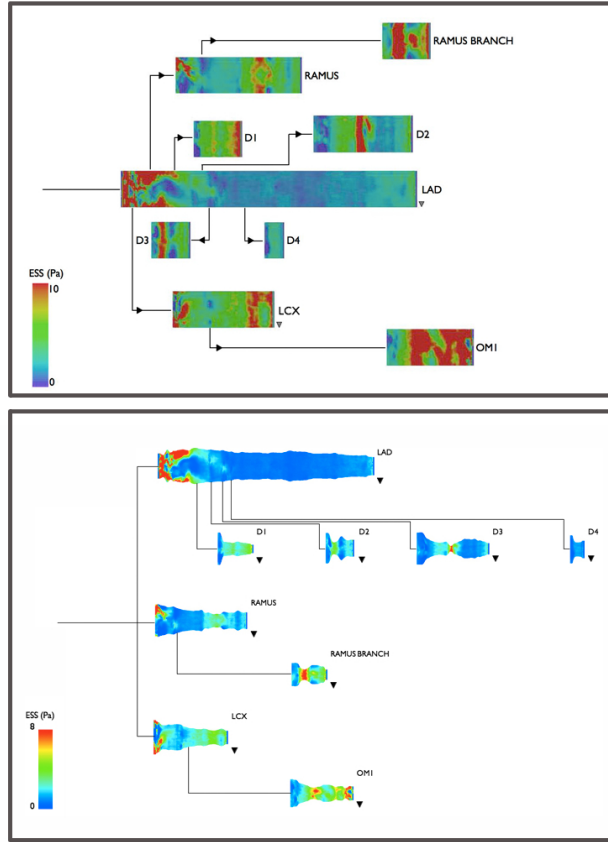 RAMUS BRANCH
RAMUS
D1
D2
LAD
D3
D4
ESS (Pa)
10
0
LCX
OM1
LAD
D1
D2
D3
D4
RAMUS
RAMUS BRANCH
LCX
ESS (Pa)
8
0
OM1